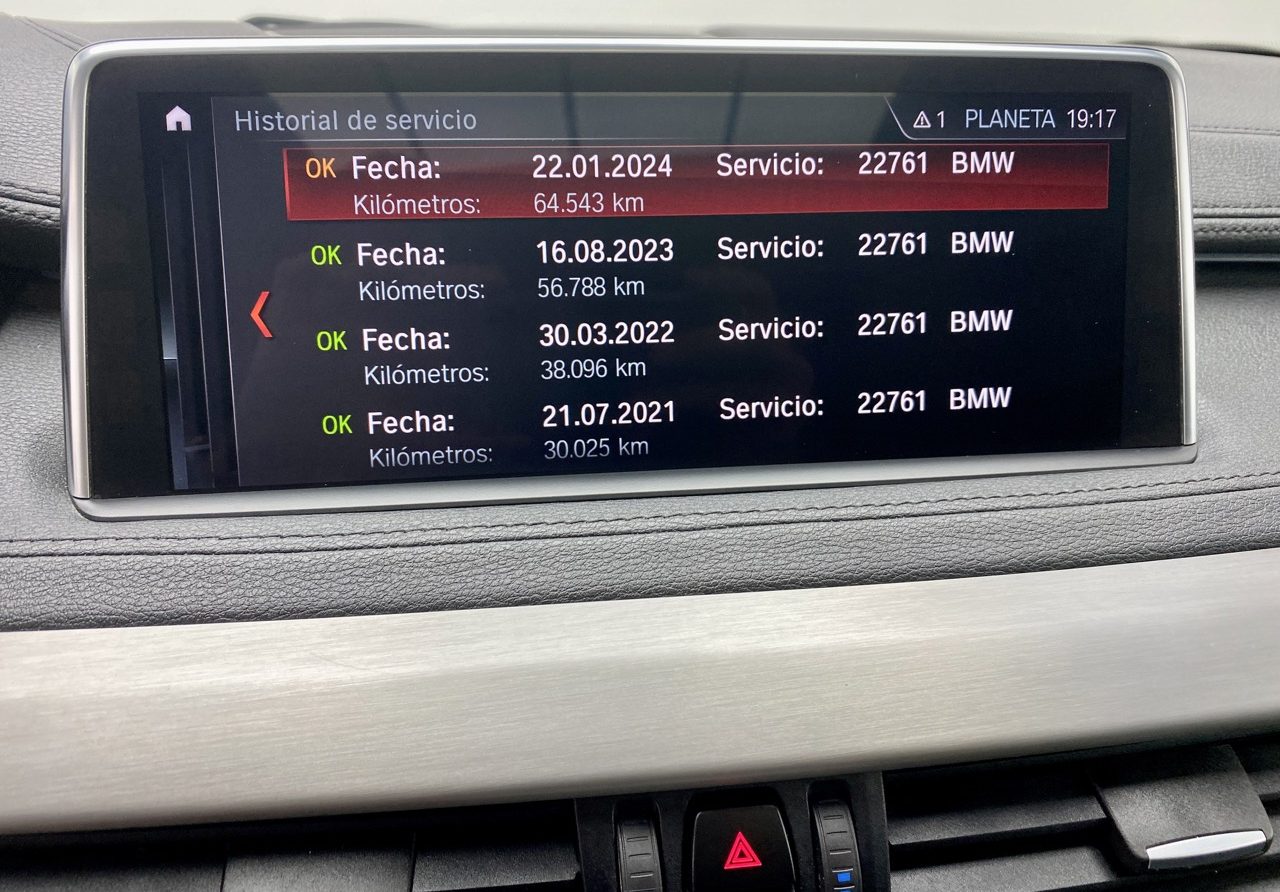 Historial de servicio 1 PLANETA 19:17
OK Fecha: 22.01.2024 Servicio: 22761 BMW
Kilómetros: 64.543 km
OK Fecha: 16.08.2023 Servicio: 22761 BMW
Kilómetros: 56.788 km
OK Fecha: 30.03.2022 Servicio: 22761 BMW
Kilómetros: 38.096 km
OK Fecha: 21.07.2021 Servicio: 22761 BMW
Kilómetros: 30.025 km